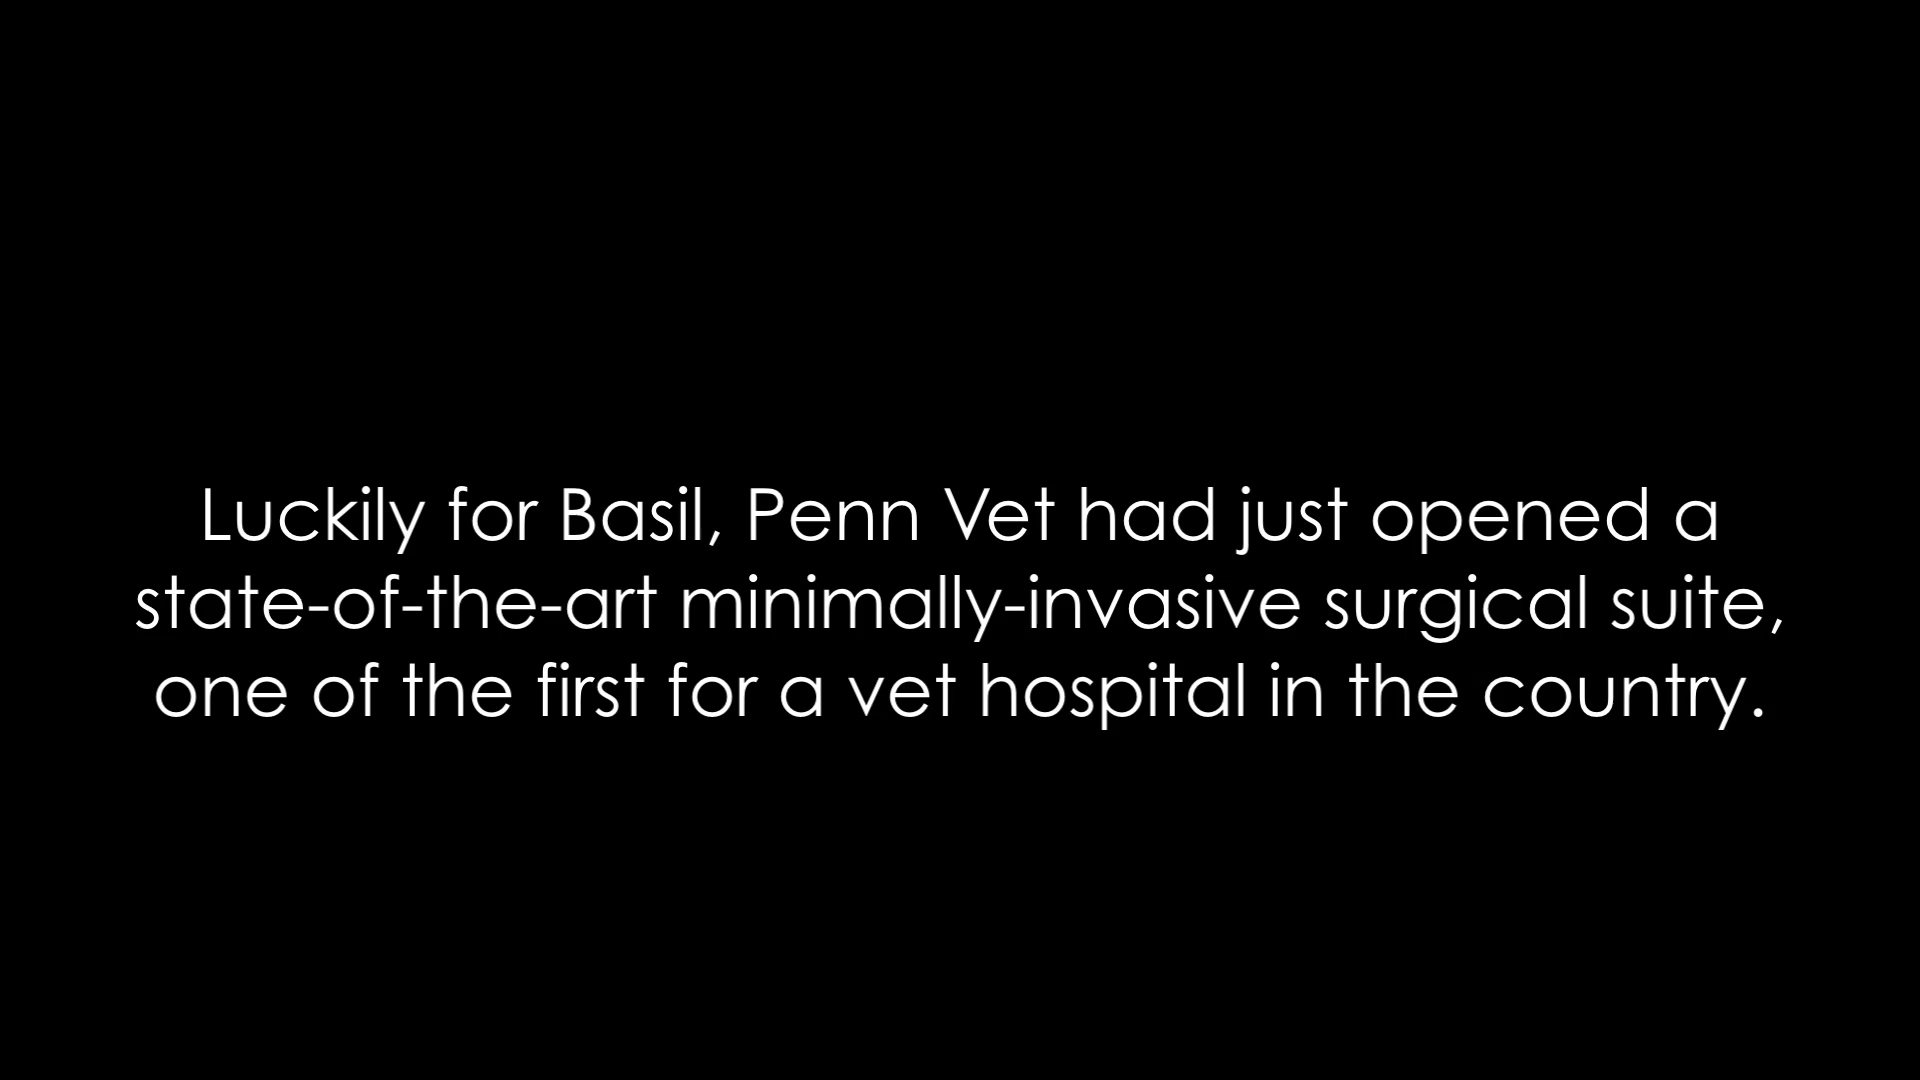 Luckily for Basil, Penn Vet had just opened a
state-of-the-art minimally-invasive surgical suite,
one of the first for a vet hospital in the country.